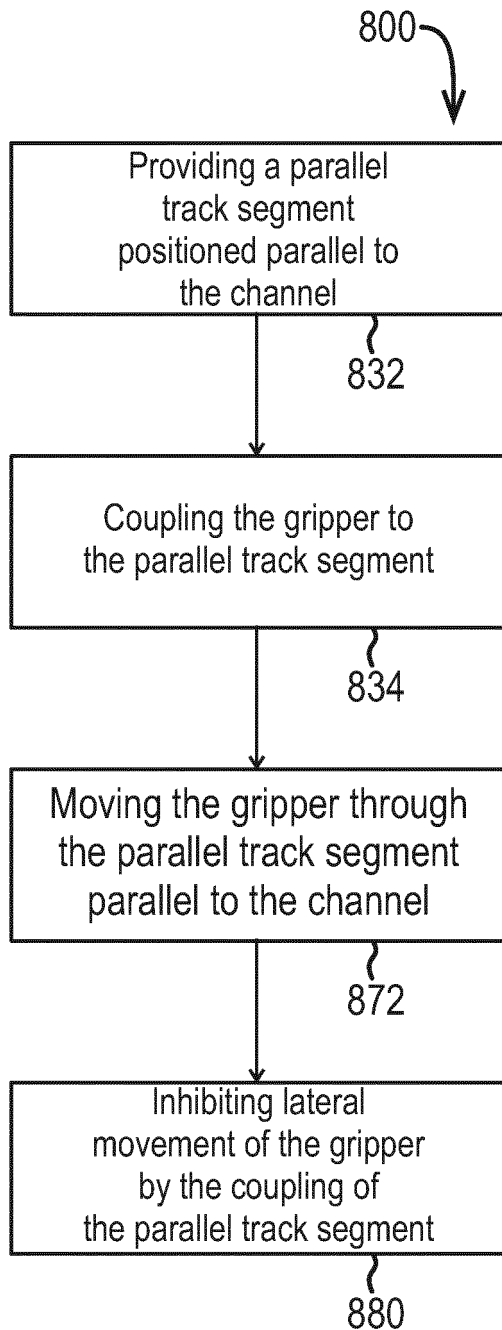 800
Providing a parallel
track segment
positioned parallel to
the channel
832
Coupling the gripper to
the parallel track segment
834
Moving the gripper through
the parallel track segment
parallel to the channel
872
Inhibiting lateral
movement of the gripper
by the coupling of
the parallel track segment
880